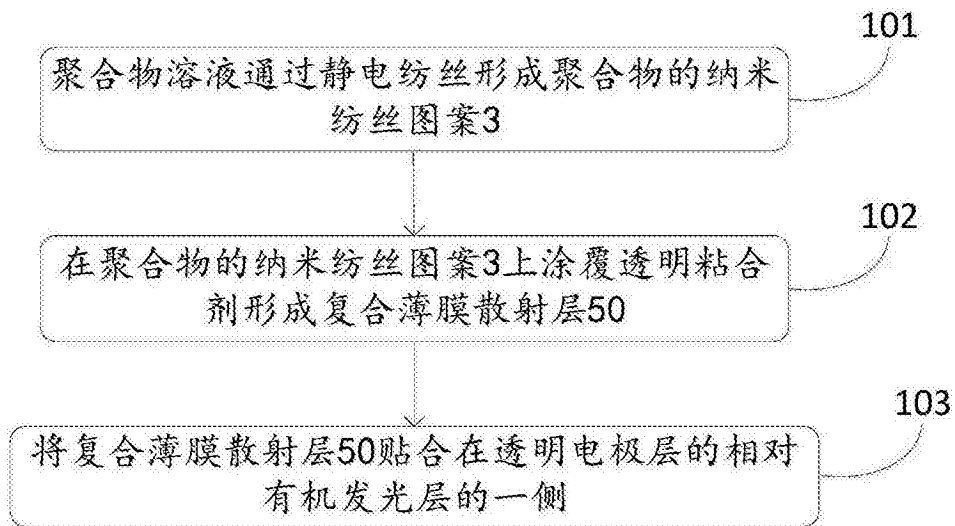 101
聚合物溶液通过静电纺丝形成聚合物的纳米
纺丝图案3
102
在聚合物的纳米纺丝图案3上涂覆透明粘合
剂形成复合薄膜散射层50
103
将复合薄膜散射层50贴合在透明电极层的相对
有机发光层的一侧